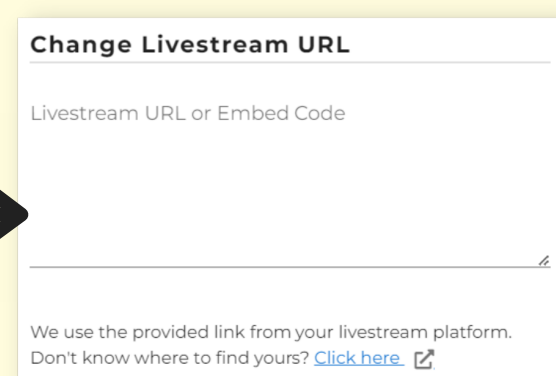 Change Livestream URL
Livestream URL or Embed Code
We use the provided link from your livestream platform.
Don't know where to find yours? Click here